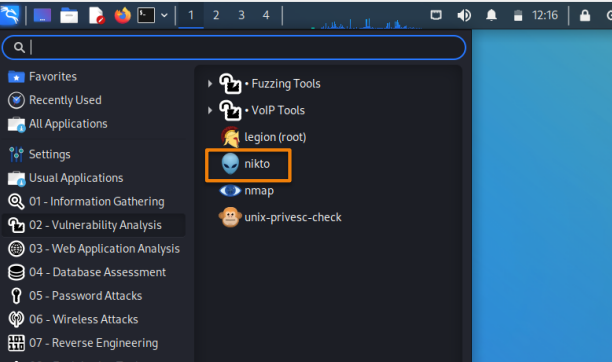 1 2 3 4
12:16
Favorites
Recently Used
All Applications
Settings
Usual Applications
01 - Information Gathering
02 - Vulnerability Analysis
03 - Web Application Analysis
04 - Database Assessment
05 - Password Attacks
06 - Wireless Attacks
07 - Reverse Engineering
• Fuzzing Tools
• VoIP Tools
legion (root)
nikto
nmap
unix-privesc-check